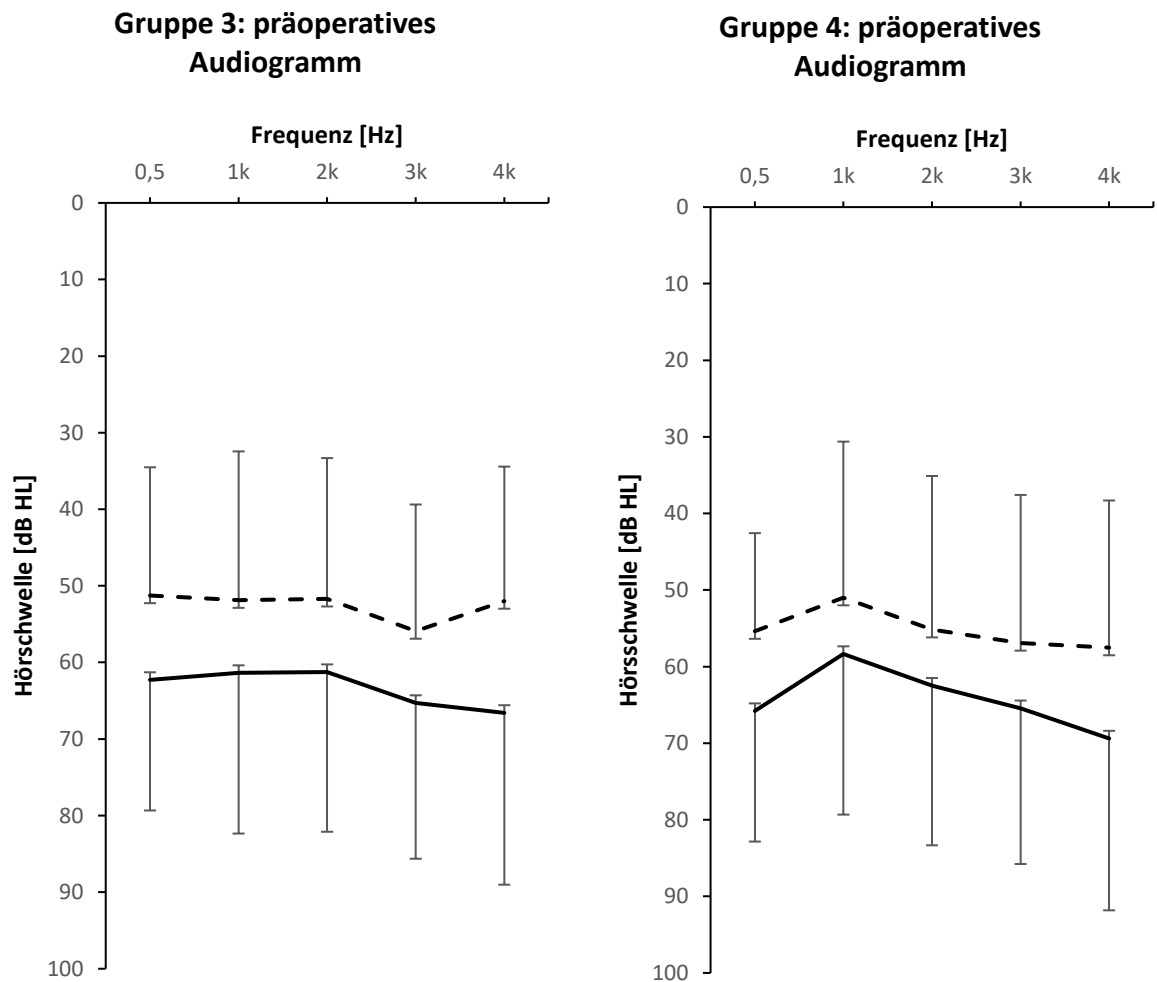 Gruppe 3: präoperatives
Audiogramm
Frequenz [Hz]
0,5 1k 2k 3k 4k
0
10
20
30
40
50
60
70
80
90
100
Hörschwelle [dB HL]
Gruppe 4: präoperatives
Audiogramm
Frequenz [Hz]
0,5 1k 2k 3k 4k
0
10
20
30
40
50
60
70
80
90
100
Hörsschwelle [dB HL]